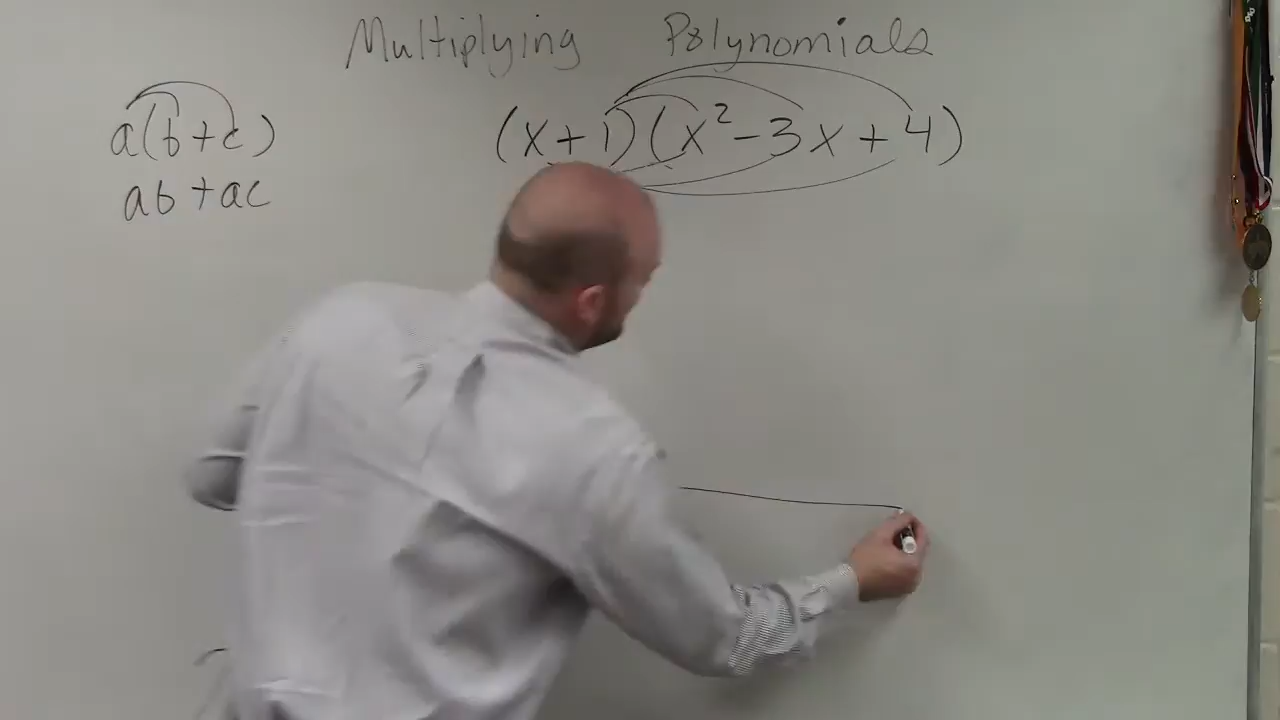 Multiplying Polynomials
a(b+c)
ab+ac
(x+1)(x²-3x+4)